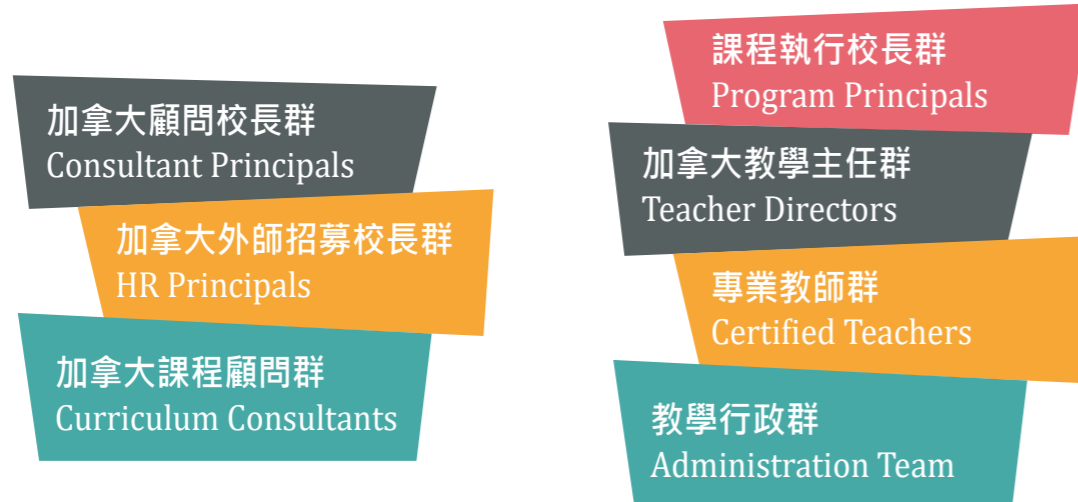 加拿大顧問校長群
Consultant Principals
加拿大外師招募校長群
HR Principals
加拿大課程顧問群
Curriculum Consultants
課程執行校長群
Program Principals
加拿大教學主任群
Teacher Directors
專業教師群
Certified Teachers
教學行政群
Administration Team